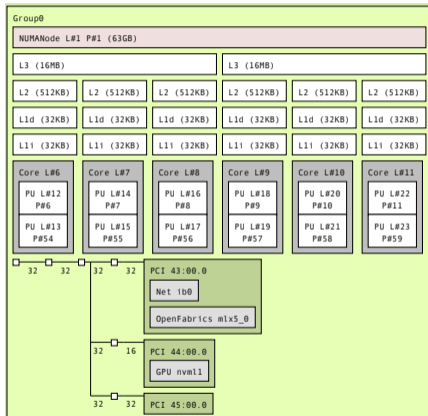 Group0
NUMANode L#1 P#1 (63GB)
L3 (16MB) L3 (16MB)
L2 (512KB) L2 (512KB) L2 (512KB) L2 (512KB) L2 (512KB) L2 (512KB)
L1d (32KB) L1d (32KB) L1d (32KB) L1d (32KB) L1d (32KB) L1d (32KB)
L1i (32KB) L1i (32KB) L1i (32KB) L1i (32KB) L1i (32KB) L1i (32KB)
Core L#6 Core L#7 Core L#8 Core L#9 Core L#10 Core L#11
PU L#12 PU L#14 PU L#16 PU L#18 PU L#20 PU L#22
P#6 P#7 P#8 P#9 P#10 P#11
PU L#13 PU L#15 PU L#17 PU L#19 PU L#21 PU L#23
P#54 P#55 P#56 P#57 P#58 P#59
32 32 32 32 PCI 43:00.0
Net ib0
OpenFabrics mlx5_0
32 16 PCI 44:00.0
GPU nvml1
32 32 PCI 45:00.0